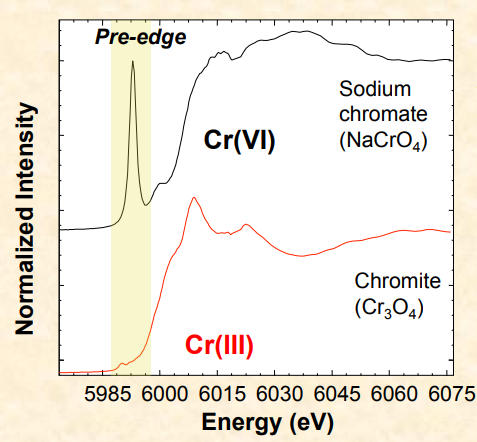 Pre-edge
Sodium
chromate
(NaCrO₄)
Cr(VI)
Chromite
(Cr₃O₄)
Cr(III)
Normalized Intensity
5985 6000 6015 6030 6045 6060 6075
Energy (eV)